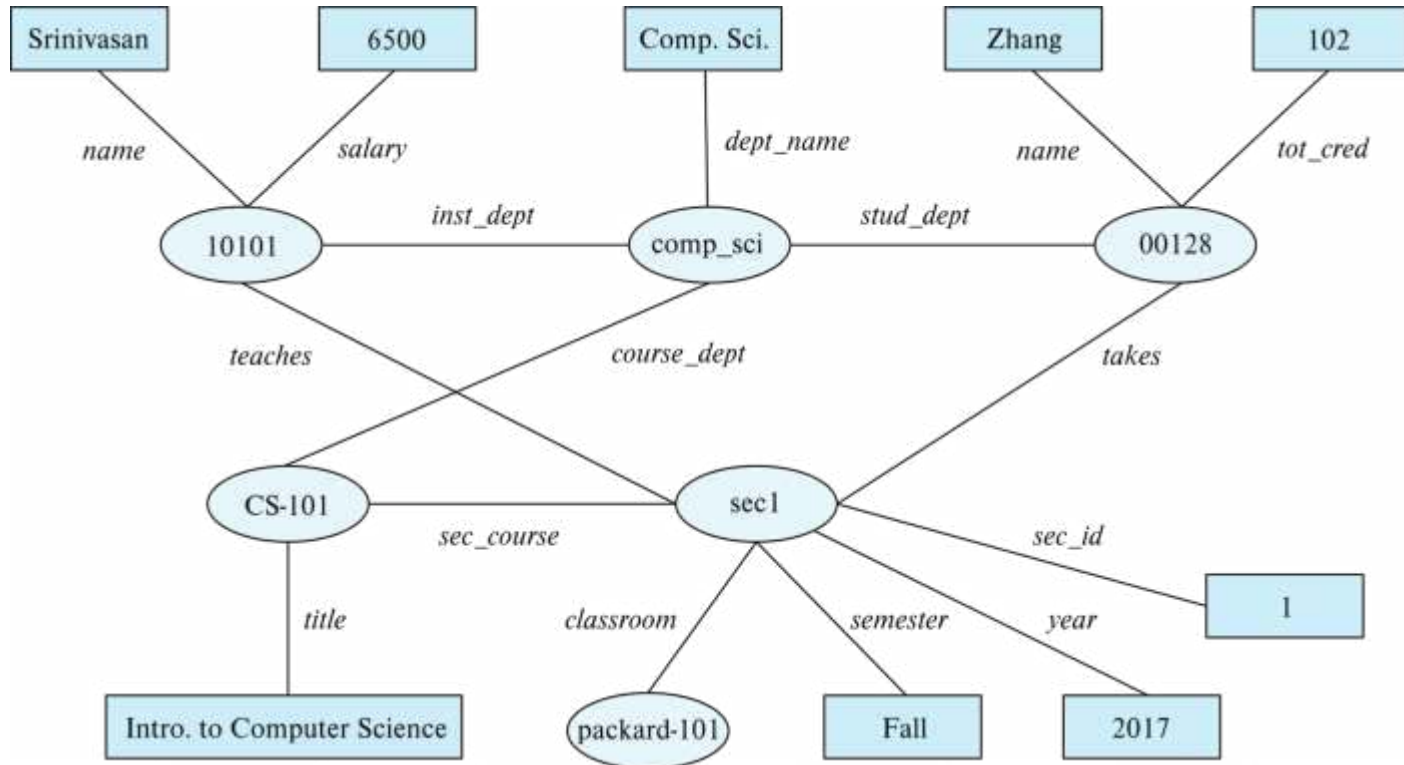 Srinivasan
6500
Comp. Sci.
Zhang
102
name
salary
dept_name
name
tot_cred
inst_dept
stud_dept
10101
comp_sci
00128
teaches
course_dept
takes
CS-101
sec1
sec_course
sec_id
1
title
classroom
semester
year
Intro. to Computer Science
packard-101
Fall
2017